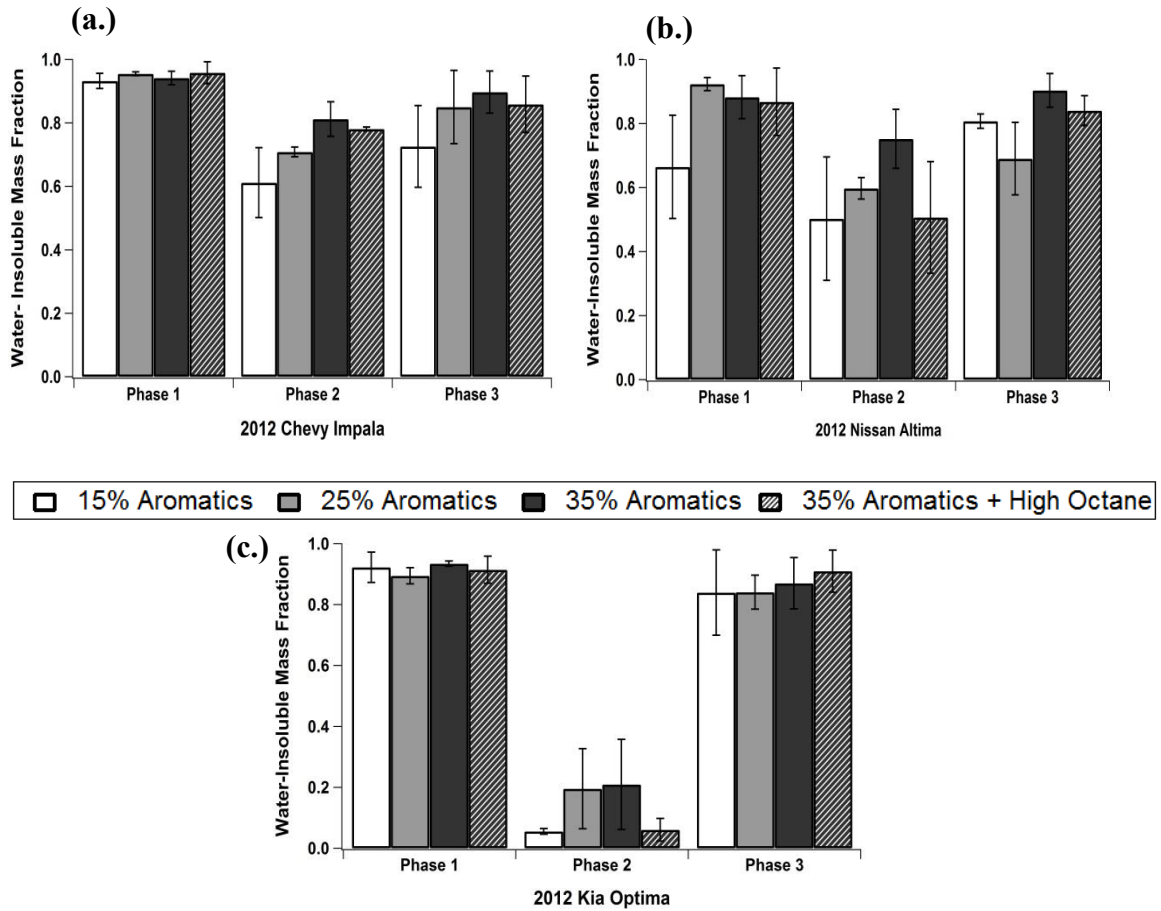 (a.)
1.0
0.8
0.6
0.4
0.2
0.0
Water- Insoluble Mass Fraction
Phase 1 Phase 2 Phase 3
2012 Chevy Impala
(b.)
1.0
0.8
0.6
0.4
0.2
0.0
Water-Insoluble Mass Fraction
Phase 1 Phase 2 Phase 3
2012 Nissan Altima
15% Aromatics 25% Aromatics 35% Aromatics 35% Aromatics + High Octane
(c.)
1.0
0.8
0.6
0.4
0.2
0.0
Water-Insoluble Mass Fraction
Phase 1 Phase 2 Phase 3
2012 Kia Optima